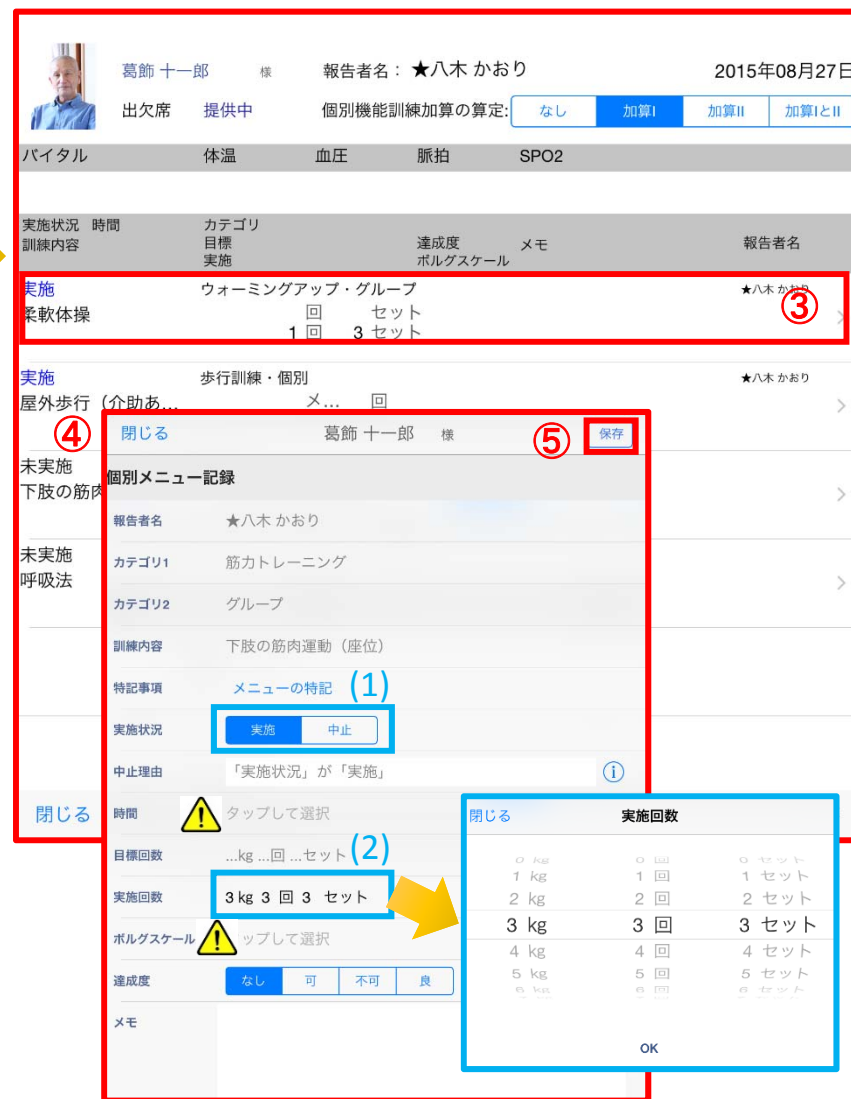 葛飾 十一郎 様 報告者名：★八木 かおり 2015年08月27日
出欠席 提供中 個別機能訓練加算の算定: なし 加算I 加算II 加算IとII
バイタル 体温 血圧 脈拍 SPO2
実施状況 時間 カテゴリ
訓練内容 目標 達成度 メモ 報告者名
実施 ボルグスケール
実施 ウォーミングアップ・グループ ★八木 かおり
柔軟体操 回 セット ③
1 回 3 セット
実施 歩行訓練・個別 ★八木 かおり
屋外歩行（介助あ… メ… 回
未実施
下肢の筋肉
未実施
呼吸法
閉じる
④
閉じる 葛飾 十一郎 様 ⑤ 保存
個別メニュー記録
報告者名 ★八木 かおり
カテゴリ1 筋力トレーニング
カテゴリ2 グループ
訓練内容 下肢の筋肉運動（座位）
特記事項 メニューの特記 (1)
実施状況 実施 中止
中止理由 「実施状況」が「実施」
時間 タップして選択
目標回数 …kg …回 …セット (2)
実施回数 3 kg 3 回 3 セット
ボルグスケール ップして選択
達成度 なし 可 不可 良
メモ
閉じる 実施回数
1 kg 1 回 1 セット
2 kg 2 回 2 セット
3 kg 3 回 3 セット
4 kg 4 回 4 セット
5 kg 5 回 5 セット
6 kg 6 回 6 セット
OK